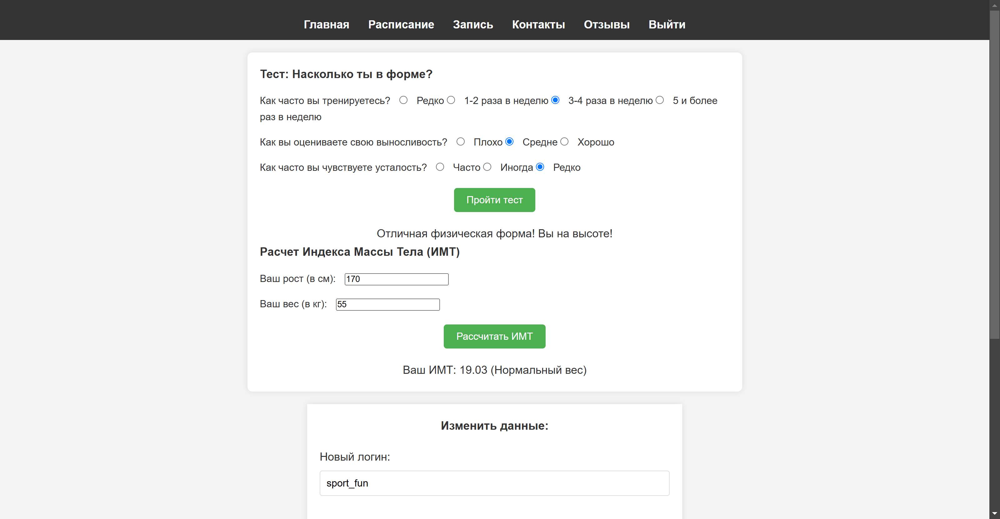 Главная Расписание Запись Контакты Отзывы Выйти
Тест: Насколько ты в форме?
Как часто вы тренируетесь? Редко 1-2 раза в неделю 3-4 раза в неделю 5 и более
раз в неделю
Как вы оцениваете свою выносливость? Плохо Средне Хорошо
Как часто вы чувствуете усталость? Часто Иногда Редко
Пройти тест
Отличная физическая форма! Вы на высоте!
Расчет Индекса Массы Тела (ИМТ)
Ваш рост (в см): 170
Ваш вес (в кг): 55
Рассчитать ИМТ
Ваш ИМТ: 19.03 (Нормальный вес)
Изменить данные:
Новый логин:
sport_fun